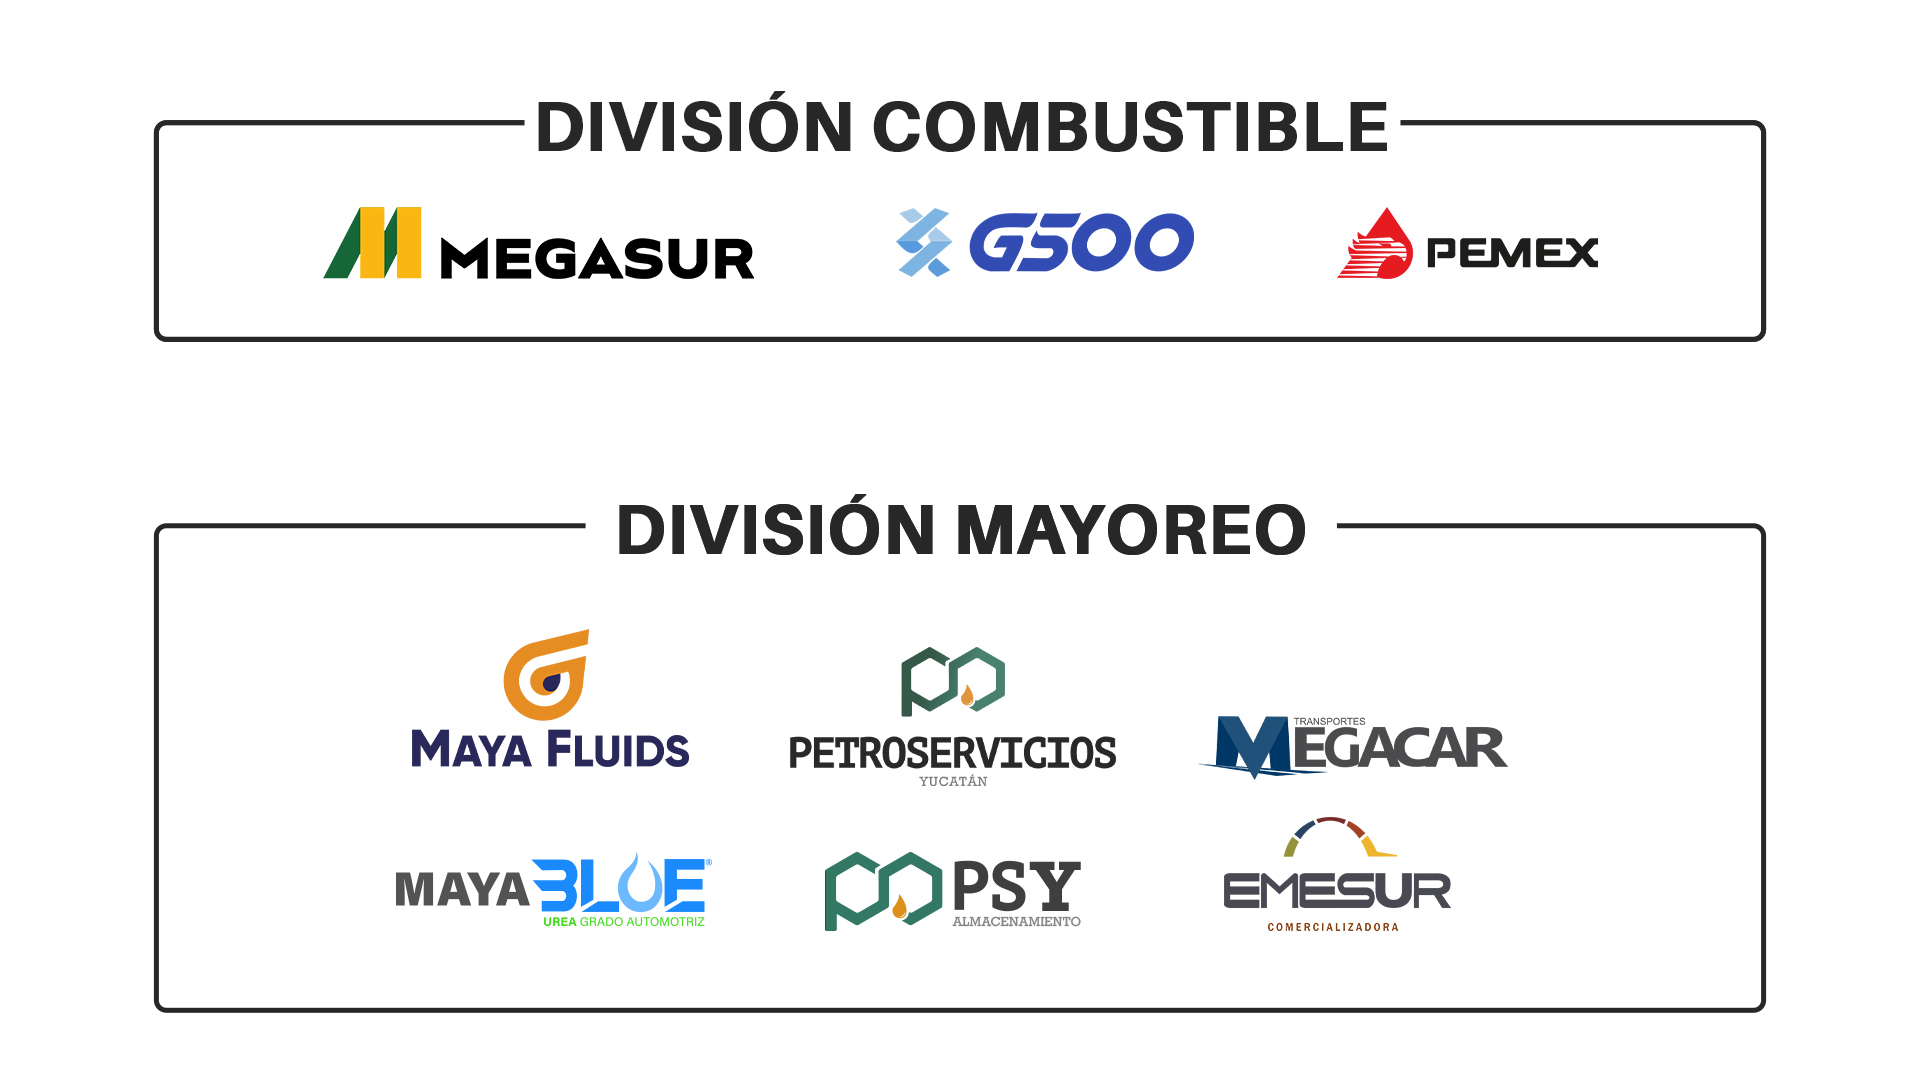 DIVISIÓN COMBUSTIBLE
MEGASUR
G500
PEMEX
DIVISIÓN MAYOREO
MAYA FLUIDS
PETROSERVICIOS
YUCATÁN
TRANSPORTES
MEGACAR
MAYA BLUE®
UREA GRADO AUTOMOTRIZ
PSY
ALMACENAMIENTO
EMESUR
COMERCIALIZADORA